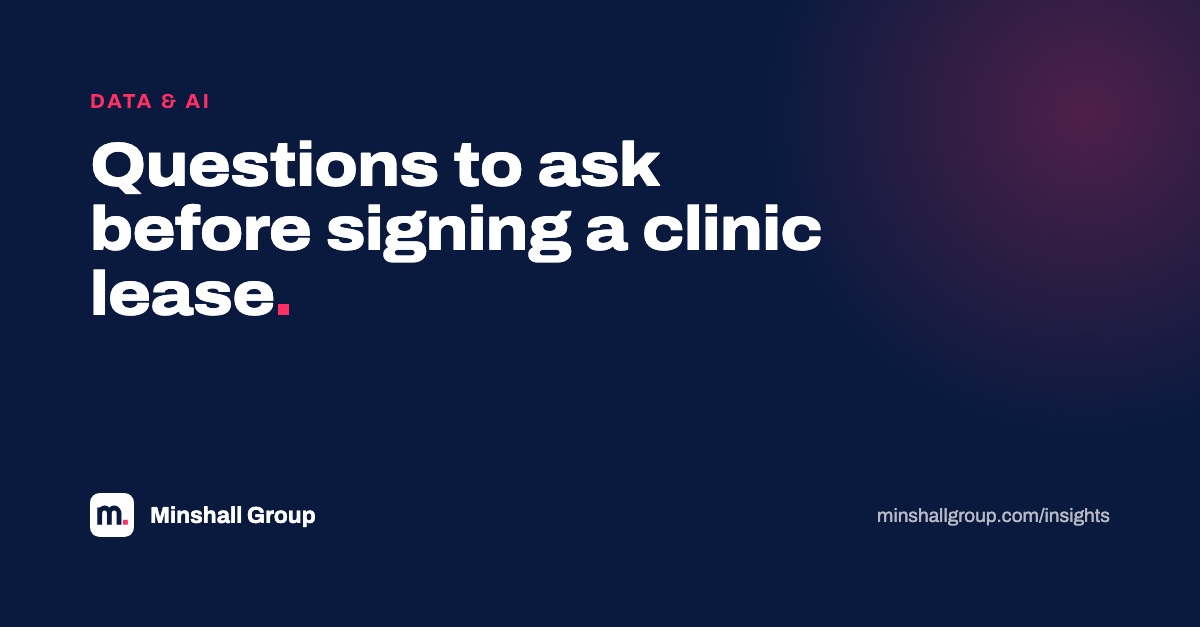 DATA & AI
Questions to ask
before signing a clinic
lease.
m.
Minshall Group
minshallgroup.com/insights